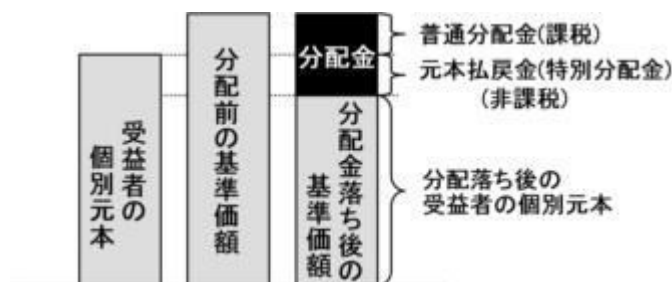 受益者の
個別元本
分配前の基準価額
分配金
分配金落ち後の
基準価額
普通分配金(課税)
元本払戻金(特別分配金)
(非課税)
分配落ち後の
受益者の個別元本